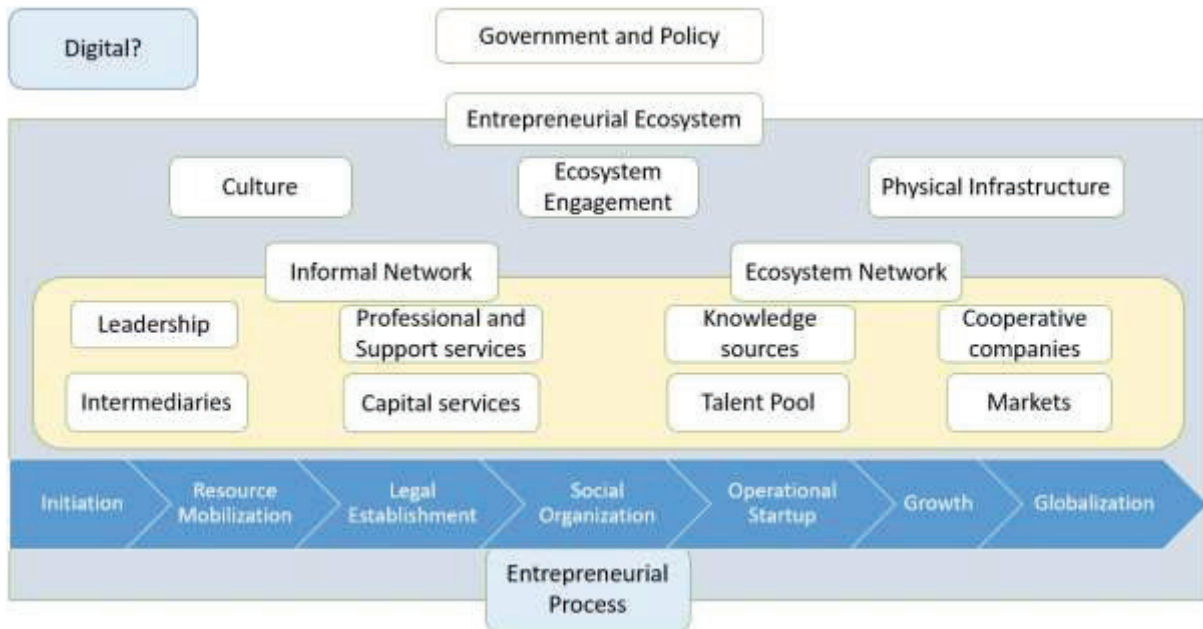 Digital?
Government and Policy
Entrepreneurial Ecosystem
Culture
Ecosystem
Engagement
Physical Infrastructure
Informal Network
Ecosystem Network
Leadership
Professional and
Support services
Knowledge
sources
Cooperative
companies
Intermediaries
Capital services
Talent Pool
Markets
Initiation
Resource
Mobilization
Legal
Establishment
Social
Organization
Operational
Startup
Growth
Globalization
Entrepreneurial
Process